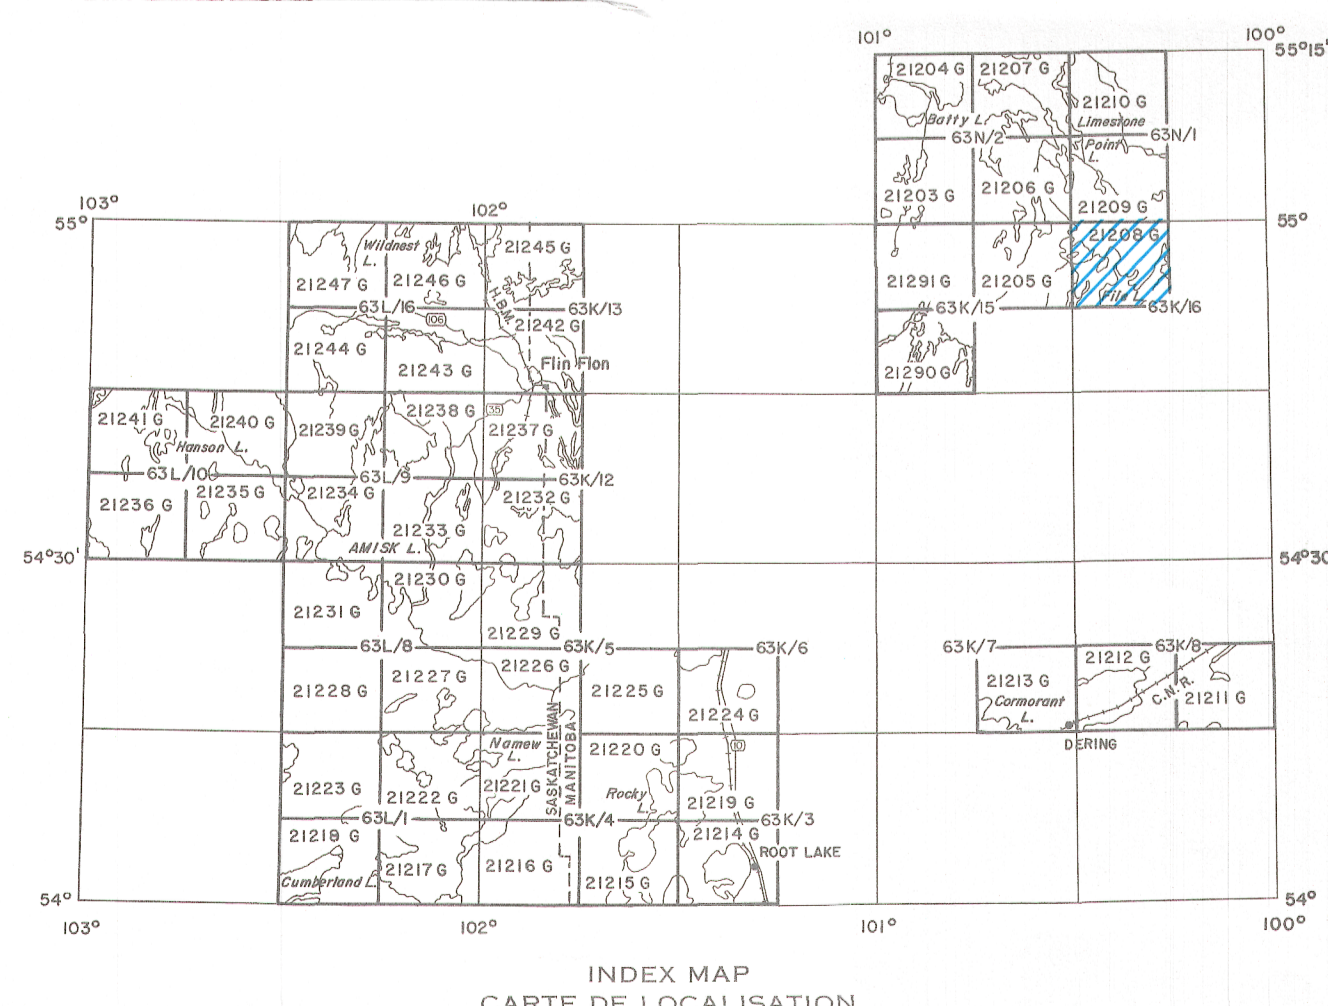 101°
100°
55°15'
21204 G
21207 G
21210 G
Batty L.
Limestone
63N/2
63N/1
Point
L.
21203 G
21206 G
21209 G
103°
102°
55°
55°
21208 G
Wildnest
L.
21245 G
21247 G
21246 G
21291 G
21205 G
File L.
H.B.M.
63L/16
63K/13
63K/15
63K/16
106
21242 G
21244 G
21243 G
Flin Flon
21290 G
21241 G
21240 G
21238 G
35
21239 G
21237 G
Hanson L.
63L/10
63L/9
63K/12
21236 G
21235 G
21234 G
21232 G
21233 G
AMISK L.
54°30'
54°30
21230 G
21231 G
21229 G
63L/8
63K/5
63K/6
63K/7
63K/8
21226 G
21212 G
21227 G
21228 G
21225 G
21213 G
21211 G
Cormorant
L.
C.N.R.
21224 G
SASKATCHEWAN
MANITOBA
DERING
Namew
L.
21220 G
10
21223 G
21222 G
21221 G
Rocky
L.
21219 G
63L/1
63K/4
63K/3
21218 G
21214 G
ROOT LAKE
21217 G
21216 G
21215 G
Cumberland L.
54°
54°
103°
102°
101°
100°
INDEX MAP
CARTE DE LOCALISATION